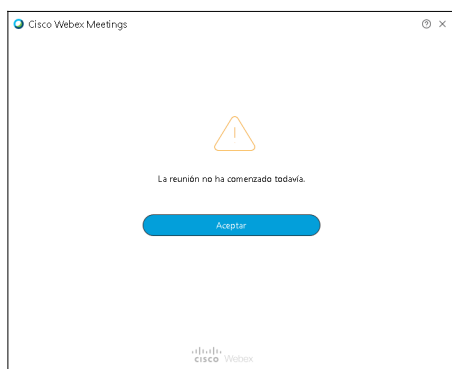 Cisco Webex Meetings
La reunión no ha comenzado todavía.
Aceptar
CISCO Webex